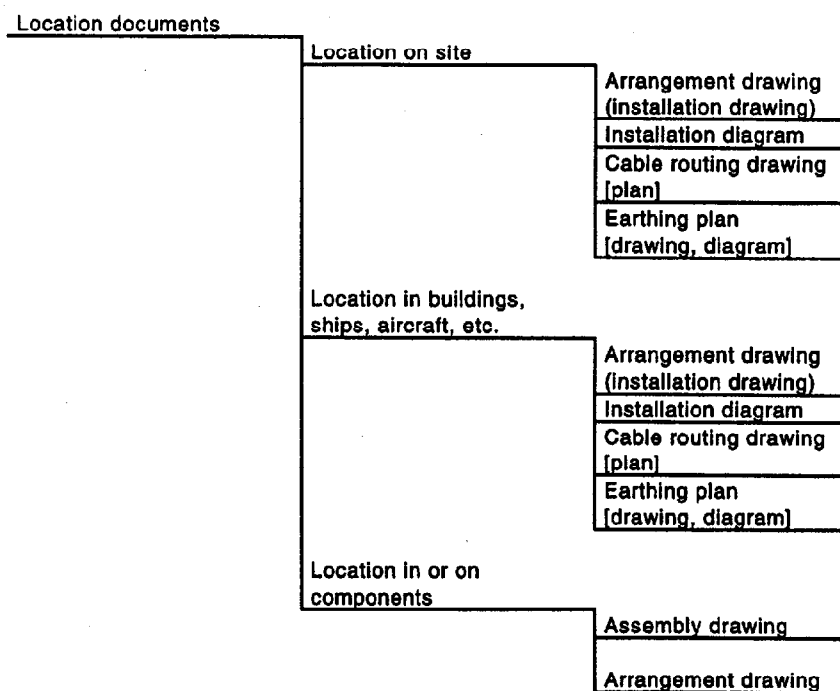 Location documents
Location on site
Arrangement drawing
(installation drawing)
Installation diagram
Cable routing drawing
[plan]
Earthing plan
[drawing, diagram]
Location in buildings,
ships, aircraft, etc.
Arrangement drawing
(installation drawing)
Installation diagram
Cable routing drawing
[plan]
Earthing plan
[drawing, diagram]
Location in or on
components
Assembly drawing
Arrangement drawing